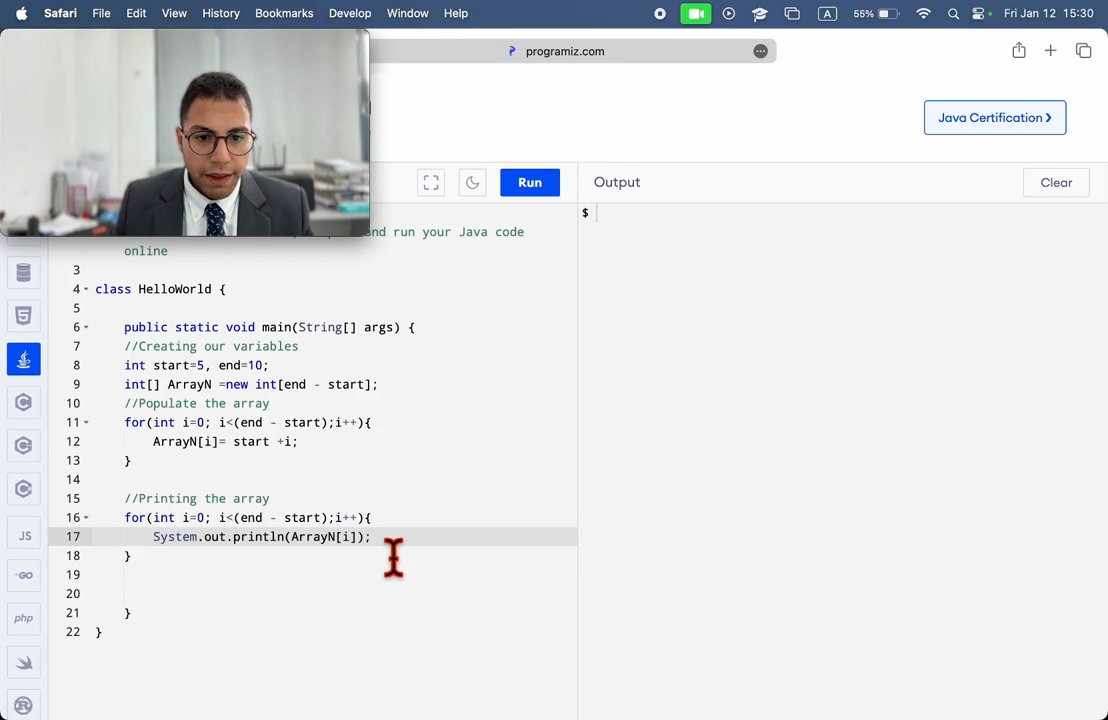 Safari File Edit View History Bookmarks Develop Window Help A 55% Fri Jan 12 15:30
programiz.com
Java Certification
Run
Output
Clear
$
and run your Java code
online
3
4 class HelloWorld {
5
6 public static void main(String[] args) {
7 //Creating our variables
8 int start=5, end=10;
9 int[] ArrayN =new int[end - start];
10 //Populate the array
11 for(int i=0; i<(end - start);i++){
12 ArrayN[i]= start +i;
13 }
14
15 //Printing the array
16 for(int i=0; i<(end - start);i++){
17 System.out.println(ArrayN[i]);
18 }
19
20
21 }
22 }
JS
GO
php